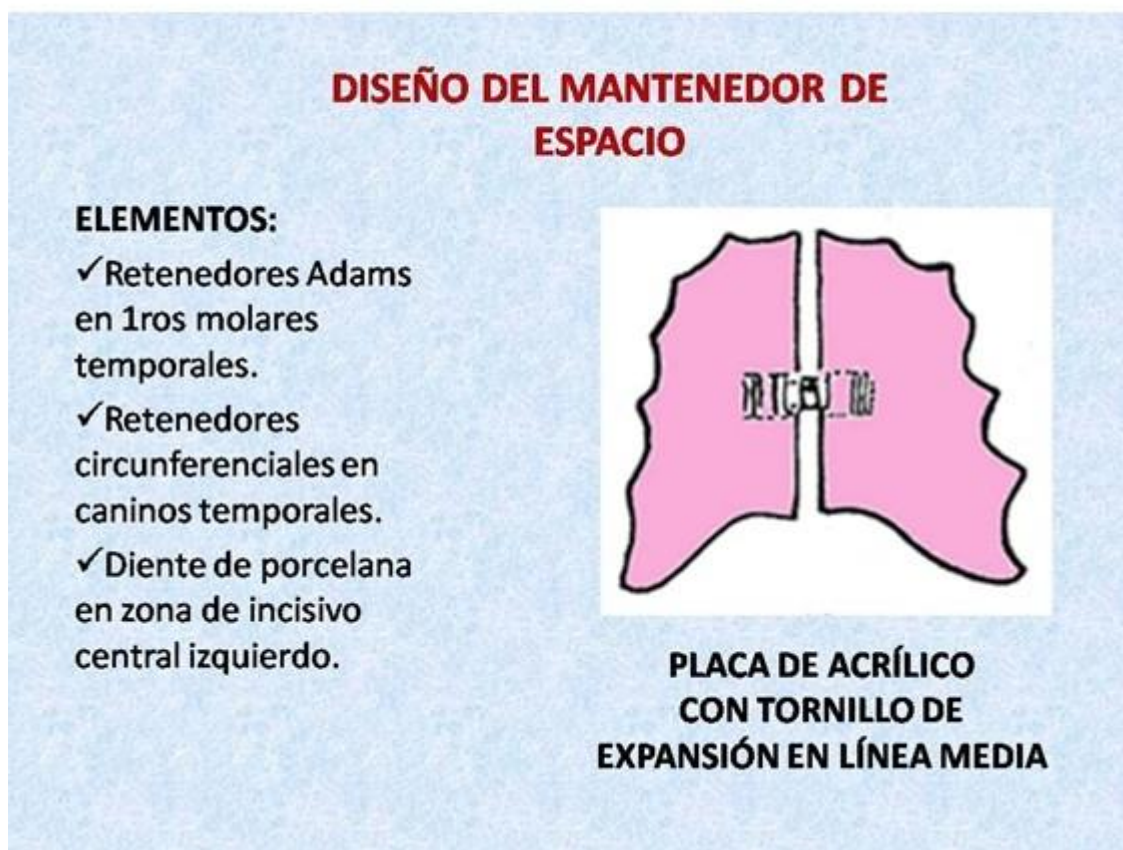 DISEÑO DEL MANTENEDOR DE
ESPACIO
ELEMENTOS:
✓Retenedores Adams
en 1ros molares
temporales.
✓Retenedores
circunferenciales en
caninos temporales.
✓Diente de porcelana
en zona de incisivo
central izquierdo.
PLACA DE ACRÍLICO
CON TORNILLO DE
EXPANSIÓN EN LÍNEA MEDIA